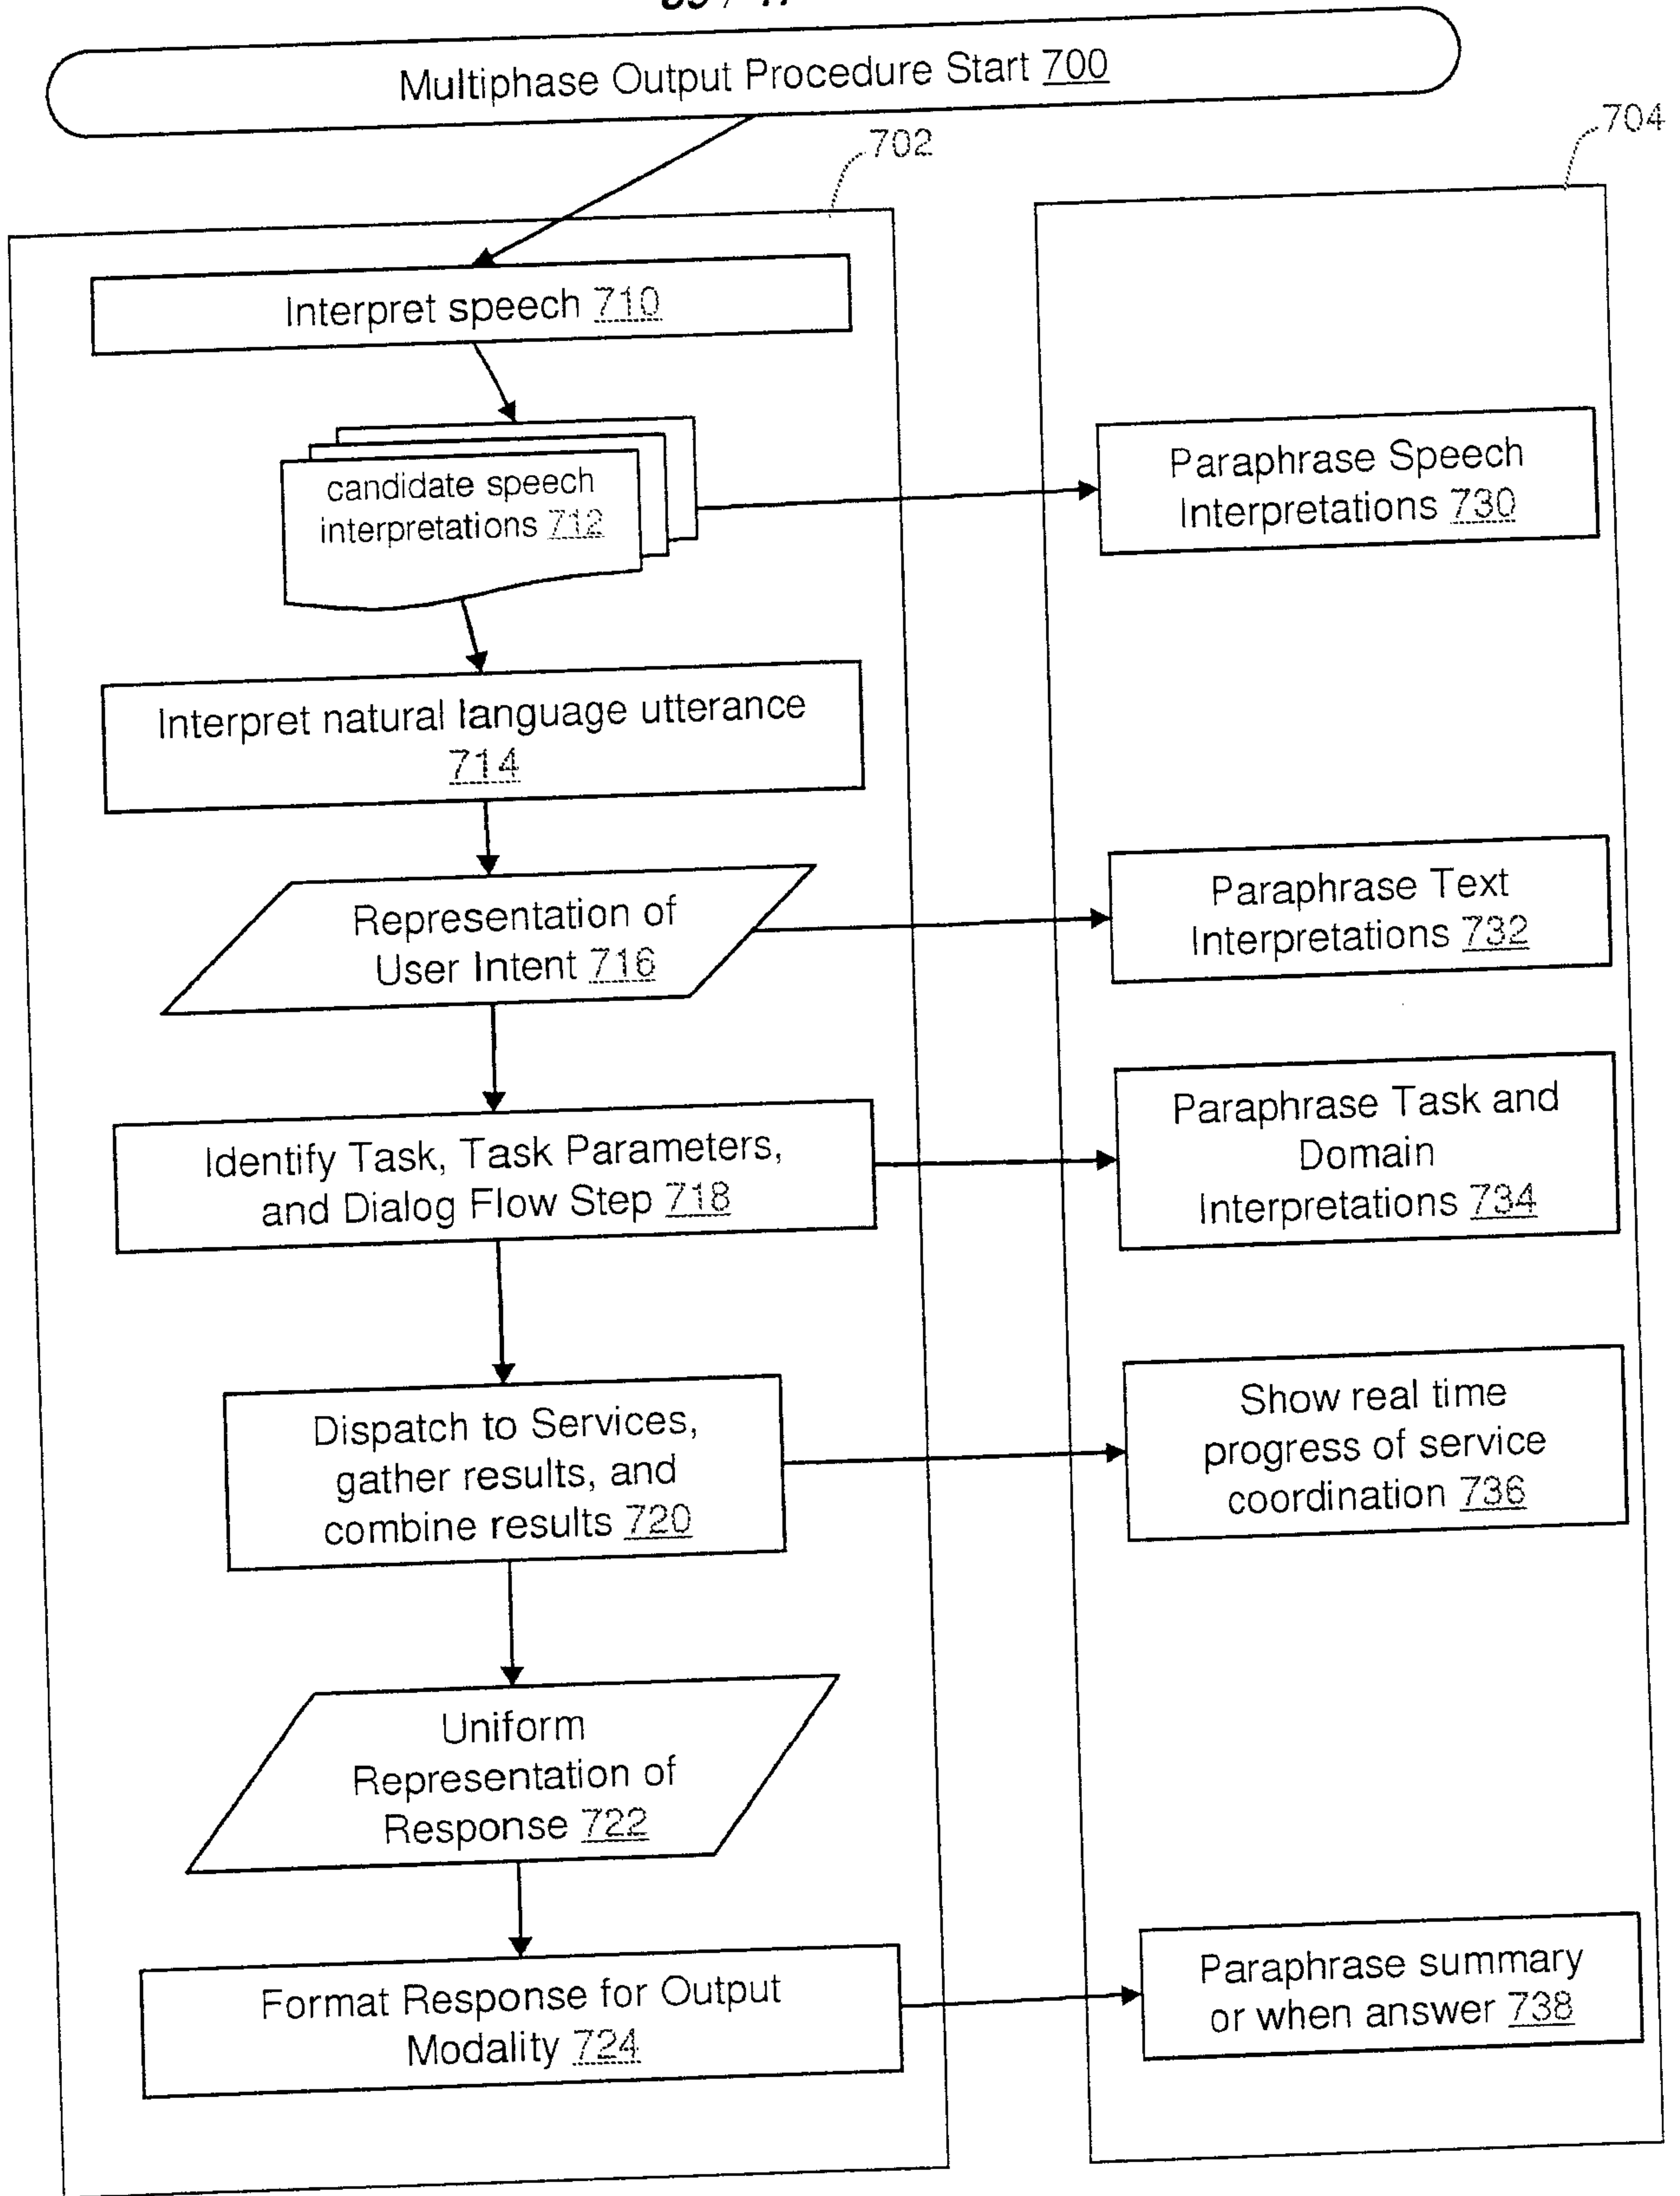 Multiphase Output Procedure Start 700
702
704
Interpret speech 710
candidate speech
interpretations 712
Paraphrase Speech
Interpretations 730
Interpret natural language utterance
714
Representation of
User Intent 716
Paraphrase Text
Interpretations 732
Identify Task, Task Parameters,
and Dialog Flow Step 718
Paraphrase Task and
Domain
Interpretations 734
Dispatch to Services,
gather results, and
combine results 720
Show real time
progress of service
coordination 736
Uniform
Representation of
Response 722
Format Response for Output
Modality 724
Paraphrase summary
or when answer 738